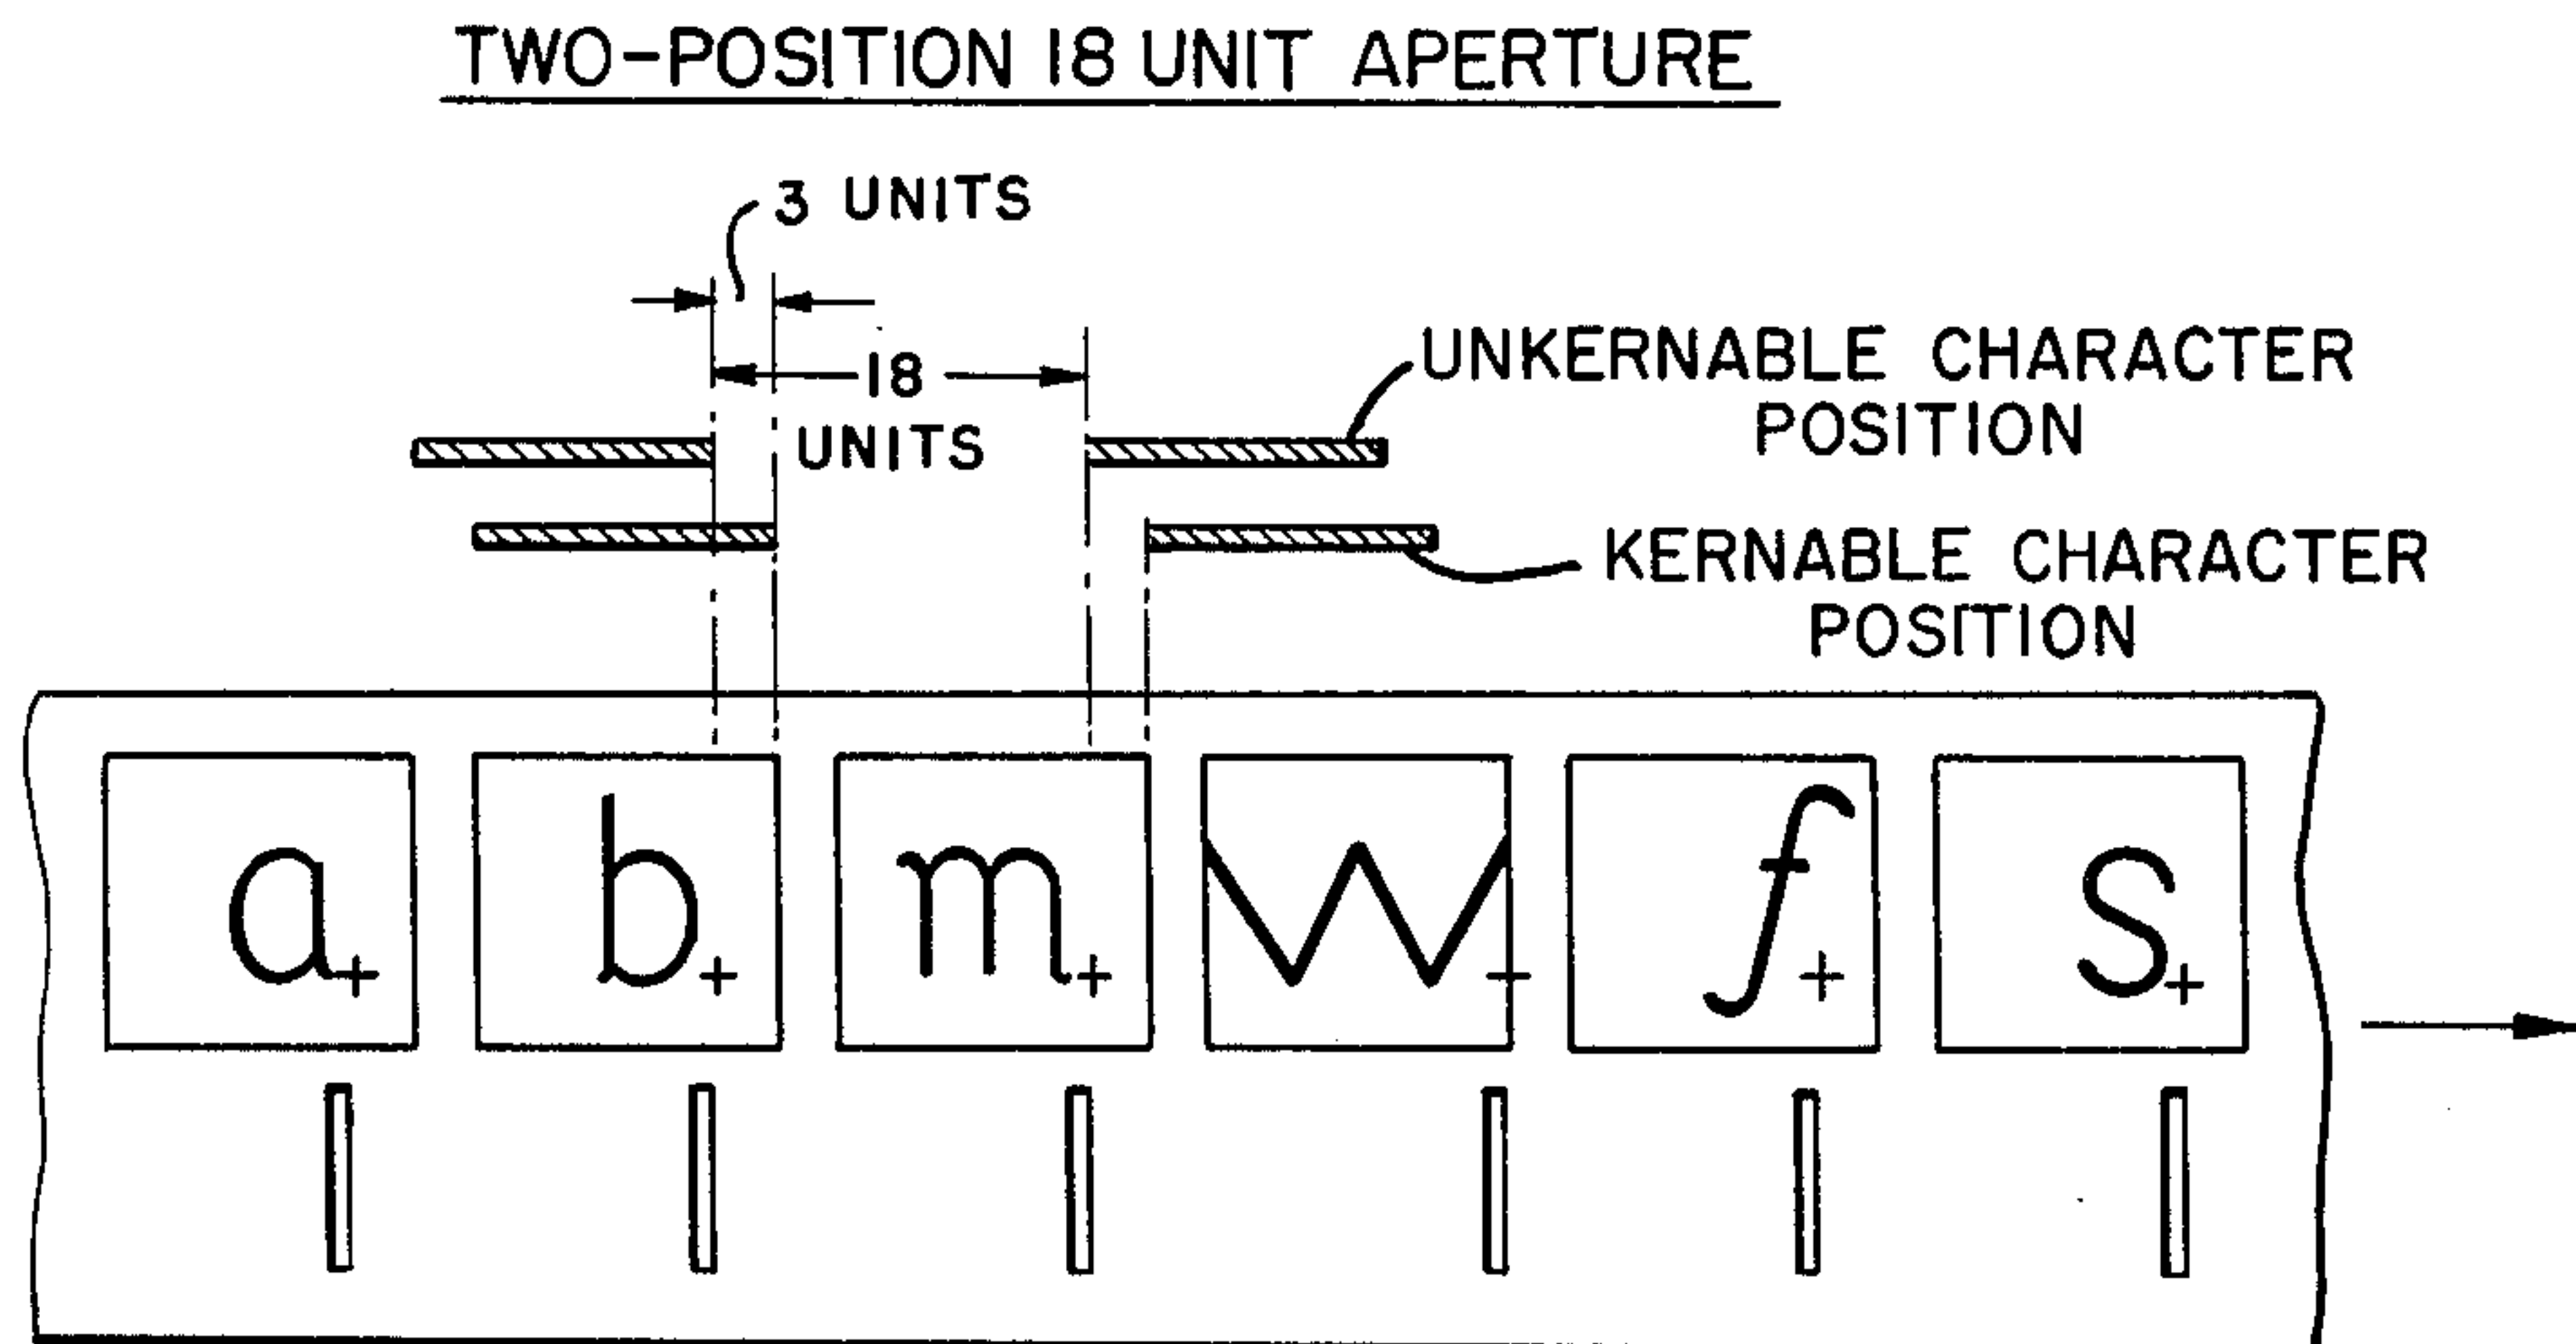 TWO-POSITION 18 UNIT APERTURE
3 UNITS
18
UNITS
UNKERNABLE CHARACTER
POSITION
KERNABLE CHARACTER
POSITION
a+ b+ m+ w+ f+ s+